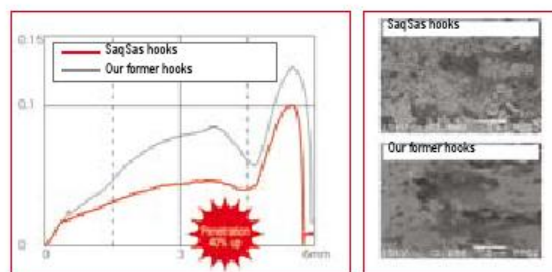 0.15
SaqSas hooks
Our former hooks
0.1
0
0
3
6mm
Penetration
40% up
SaqSas hooks
Our former hooks